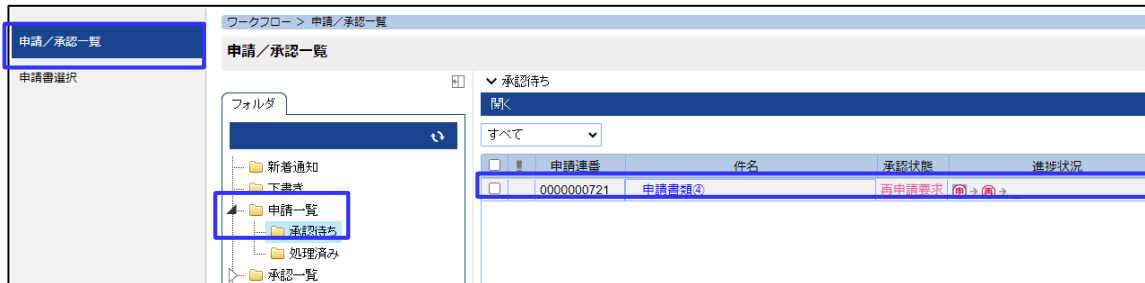 申請／承認一覧
申請書選択
ワークフロー > 申請／承認一覧
申請／承認一覧
フォルダ
新着通知
下書き
申請一覧
承認待ち
処理済み
承認一覧
承認待ち
開く
すべて
! 申請連番 件名 承認状態 進捗状況
0000000721 申請書類④ 再申請要求 申→再→